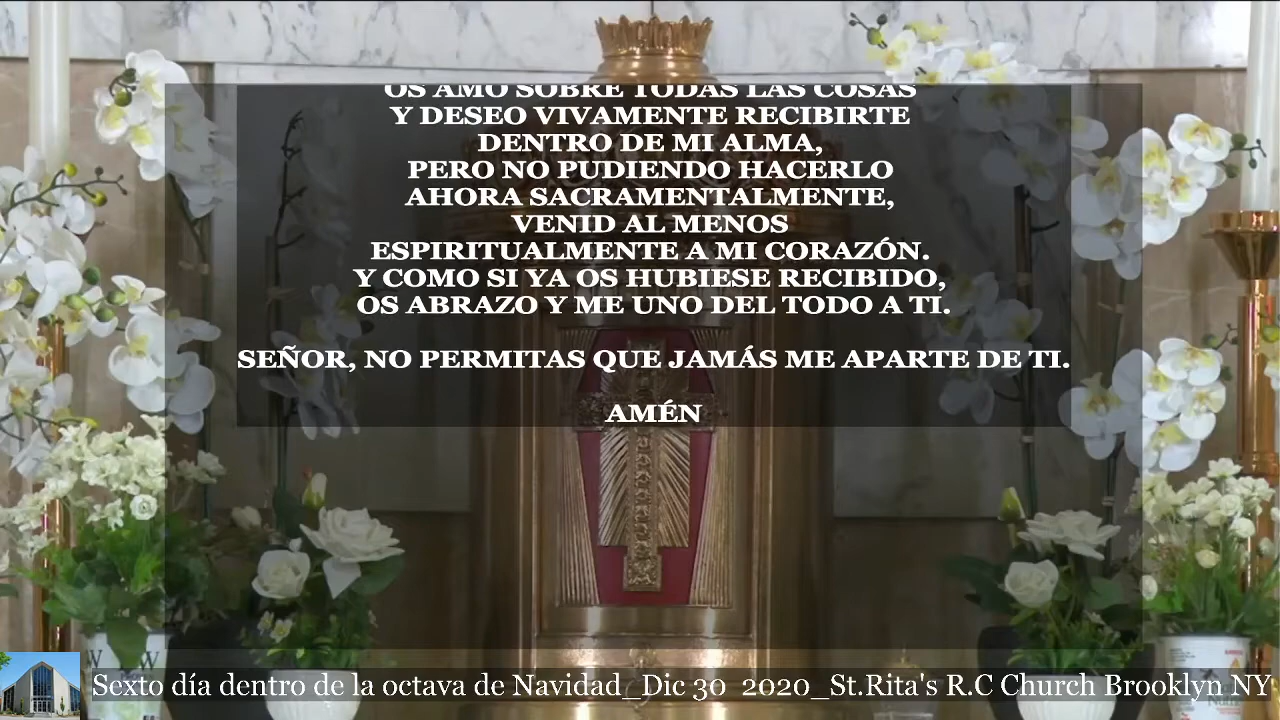 OS AMO SOBRE TODAS LAS COSAS
Y DESEO VIVAMENTE RECIBIRTE
DENTRO DE MI ALMA,
PERO NO PUDIENDO HACERLO
AHORA SACRAMENTALMENTE,
VENID AL MENOS
ESPIRITUALMENTE A MI CORAZÓN.
Y COMO SI YA OS HUBIESE RECIBIDO,
OS ABRAZO Y ME UNO DEL TODO A TI.
SEÑOR, NO PERMITAS QUE JAMÁS ME APARTE DE TI.
AMÉN
Sexto día dentro de la octava de Navidad_Dic 30 2020_St.Rita's R.C Church Brooklyn NY